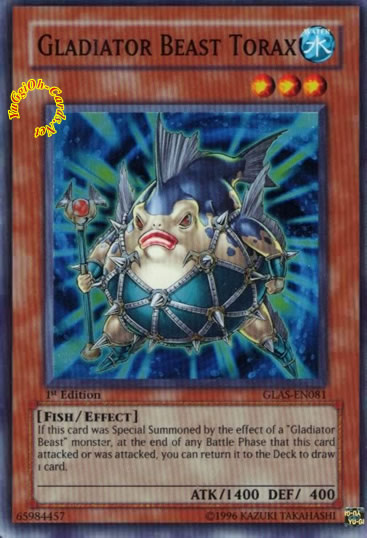 GLADIATOR BEAST TORAX
WATER
水
YuGgiOh-Cards.Net
1st Edition
GLAS-EN081
[FISH/EFFECT]
If this card was Special Summoned by the effect of a "Gladiator
Beast" monster, at the end of any Battle Phase that this card
attacked or was attacked, you can return it to the Deck to draw
1 card.
ATK/1400 DEF/ 400
65984457
©1996 KAZUKI TAKAHASHI